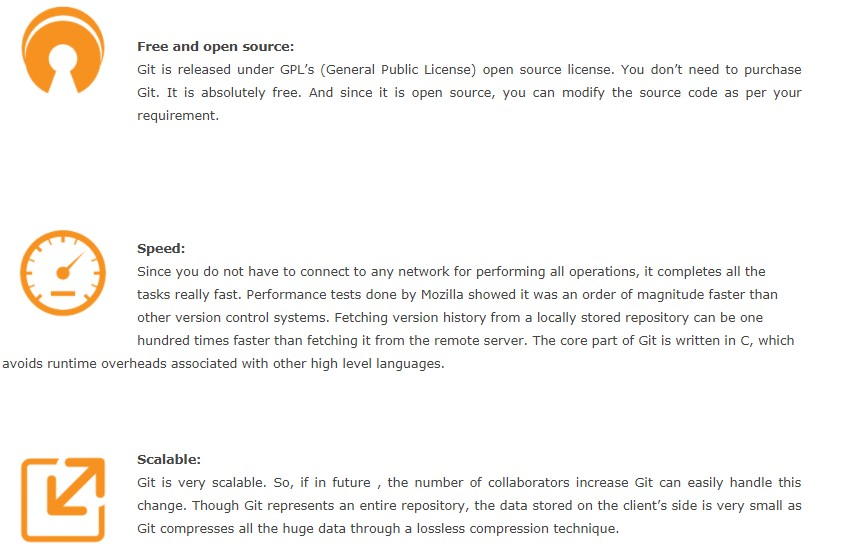 Free and open source:
Git is released under GPL’s (General Public License) open source license. You don’t need to purchase
Git. It is absolutely free. And since it is open source, you can modify the source code as per your
requirement.
Speed:
Since you do not have to connect to any network for performing all operations, it completes all the
tasks really fast. Performance tests done by Mozilla showed it was an order of magnitude faster than
other version control systems. Fetching version history from a locally stored repository can be one
hundred times faster than fetching it from the remote server. The core part of Git is written in C, which
avoids runtime overheads associated with other high level languages.
Scalable:
Git is very scalable. So, if in future , the number of collaborators increase Git can easily handle this
change. Though Git represents an entire repository, the data stored on the client’s side is very small as
Git compresses all the huge data through a lossless compression technique.